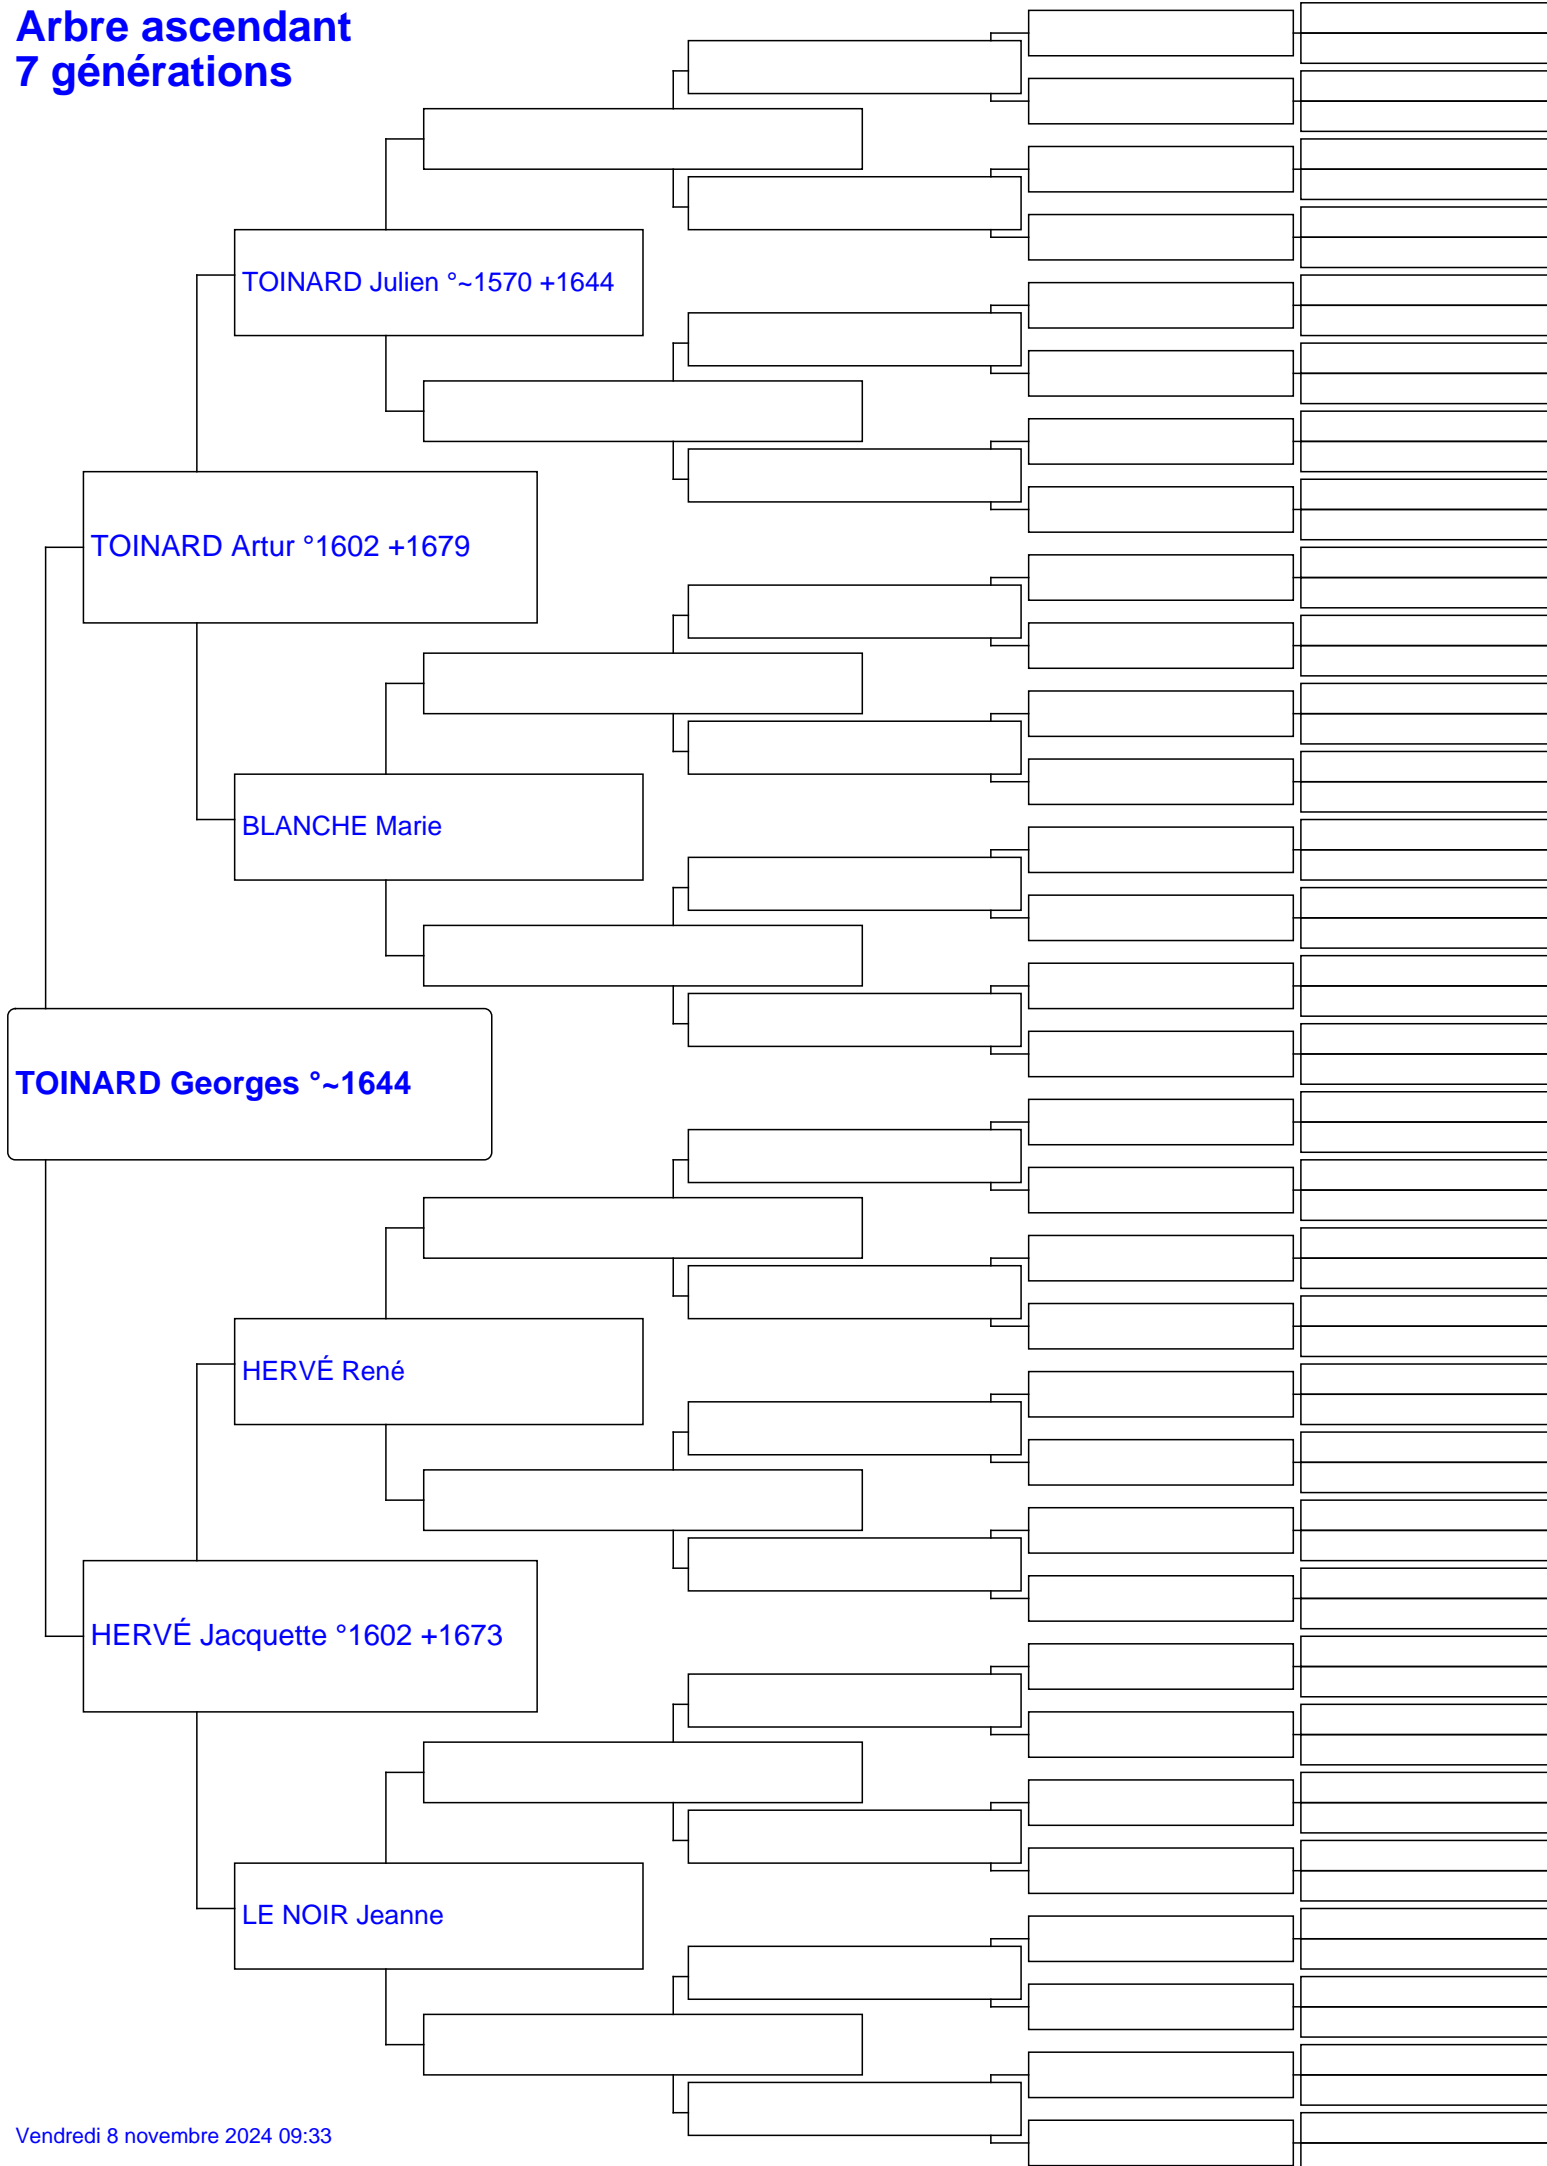 Arbre ascendant
7 générations
TOINARD Julien °~1570 +1644
TOINARD Artur °1602 +1679
BLANCHE Marie
TOINARD Georges °~1644
HERVÉ René
HERVÉ Jacquette °1602 +1673
LE NOIR Jeanne
Vendredi 8 novembre 2024 09:33